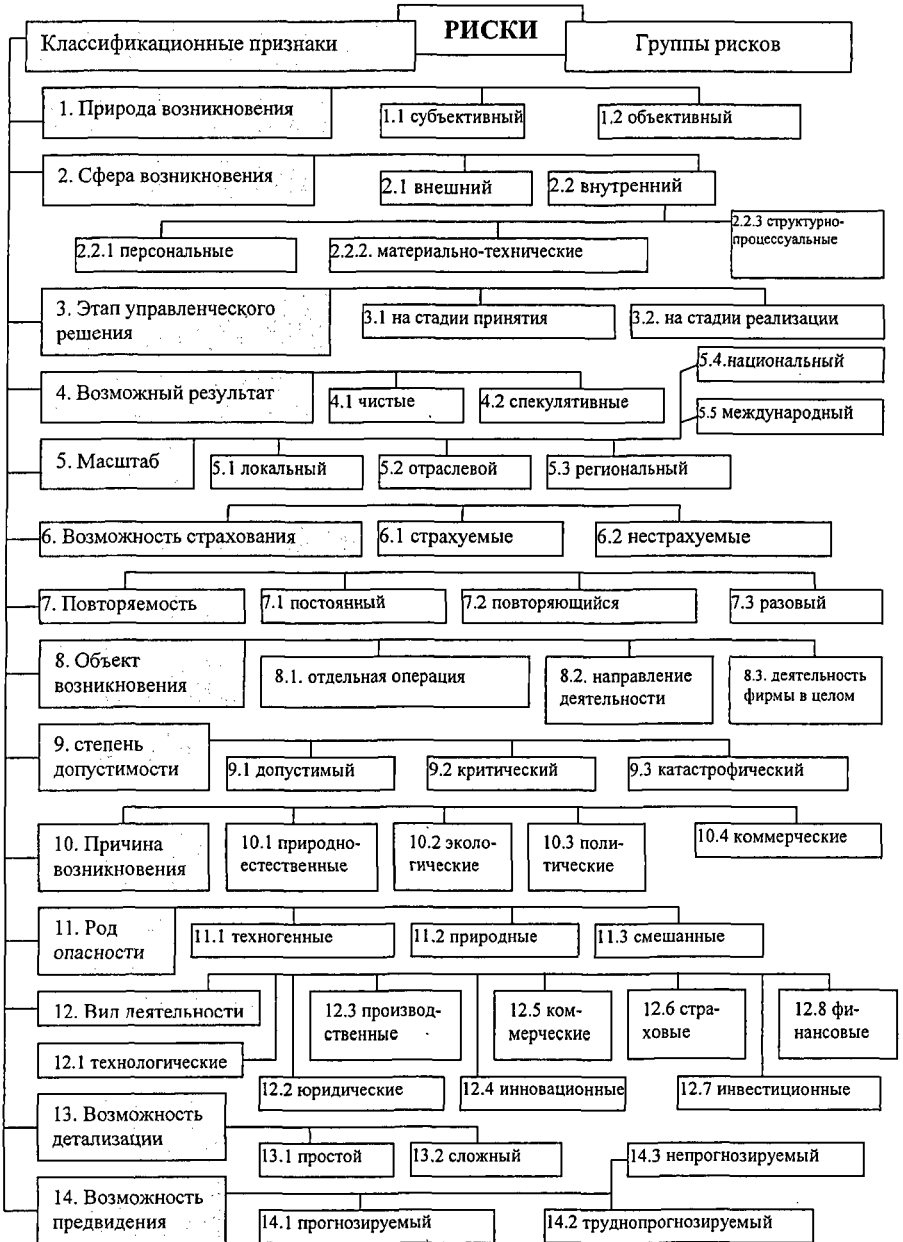 РИСКИ
Классификационные признаки
Группы рисков
1. Природа возникновения
1.1 субъективный
1.2 объективный
2. Сфера возникновения
2.1 внешний
2.2 внутренний
2.2.1 персональные
2.2.2. материально-технические
2.2.3 структурно-
процессуальные
3. Этап управленческого
решения
3.1 на стадии принятия
3.2. на стадии реализации
4. Возможный результат
4.1 чистые
4.2 спекулятивные
5.4.национальный
5.5 международный
5. Масштаб
5.1 локальный
5.2 отраслевой
5.3 региональный
6. Возможность страхования
6.1 страхуемые
6.2 нестрахуемые
7. Повторяемость
7.1 постоянный
7.2 повторяющийся
7.3 разовый
8. Объект
возникновения
8.1. отдельная операция
8.2. направление
деятельности
8.3. деятельность
фирмы в целом
9. степень
допустимости
9.1 допустимый
9.2 критический
9.3 катастрофический
10. Причина
возникновения
10.1 природно-
естественные
10.2 эколо-
гические
10.3 поли-
тические
10.4 коммерческие
11. Род
опасности
11.1 техногенные
11.2 природные
11.3 смешанные
12. Вид деятельности
12.3 производ-
ственные
12.5 ком-
мерческие
12.6 стра-
ховые
12.8 фи-
нансовые
12.1 технологические
12.2 юридические
12.4 инновационные
12.7 инвестиционные
13. Возможность
детализации
13.1 простой
13.2 сложный
14.3 непрогнозируемый
14. Возможность
предвидения
14.1 прогнозируемый
14.2 труднопрогнозируемый